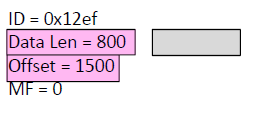 ID = 0x12ef
Data Len = 800
Offset = 1500
MF = 0